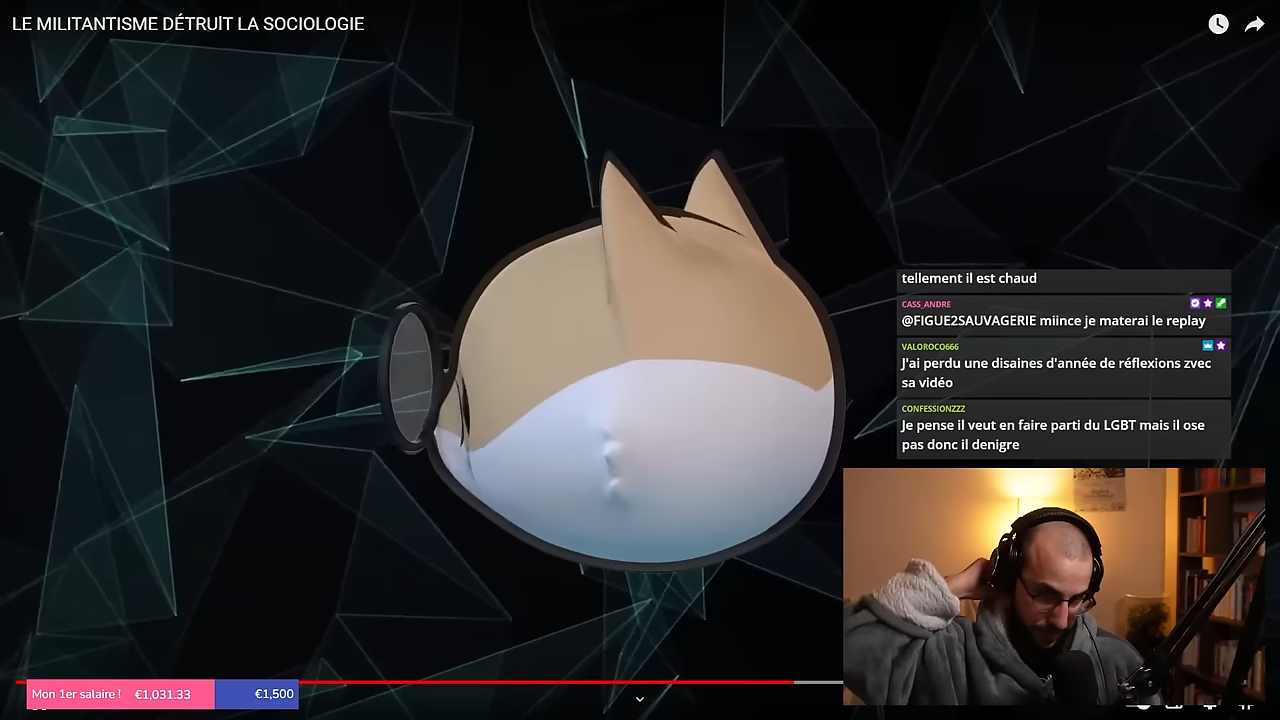 LE MILITANTISME DÉTRUIT LA SOCIOLOGIE
tellement il est chaud
CASS_ANDRE
@FIGUE2SAUVAGERIE miince je materai le replay
VALOROCO666
J'ai perdu une disaines d'année de réflexions zvec
sa vidéo
CONFESSIONZZZ
Je pense il veut en faire parti du LGBT mais il ose
pas donc il denigre
Mon 1er salaire ! €1,031.33 €1,500